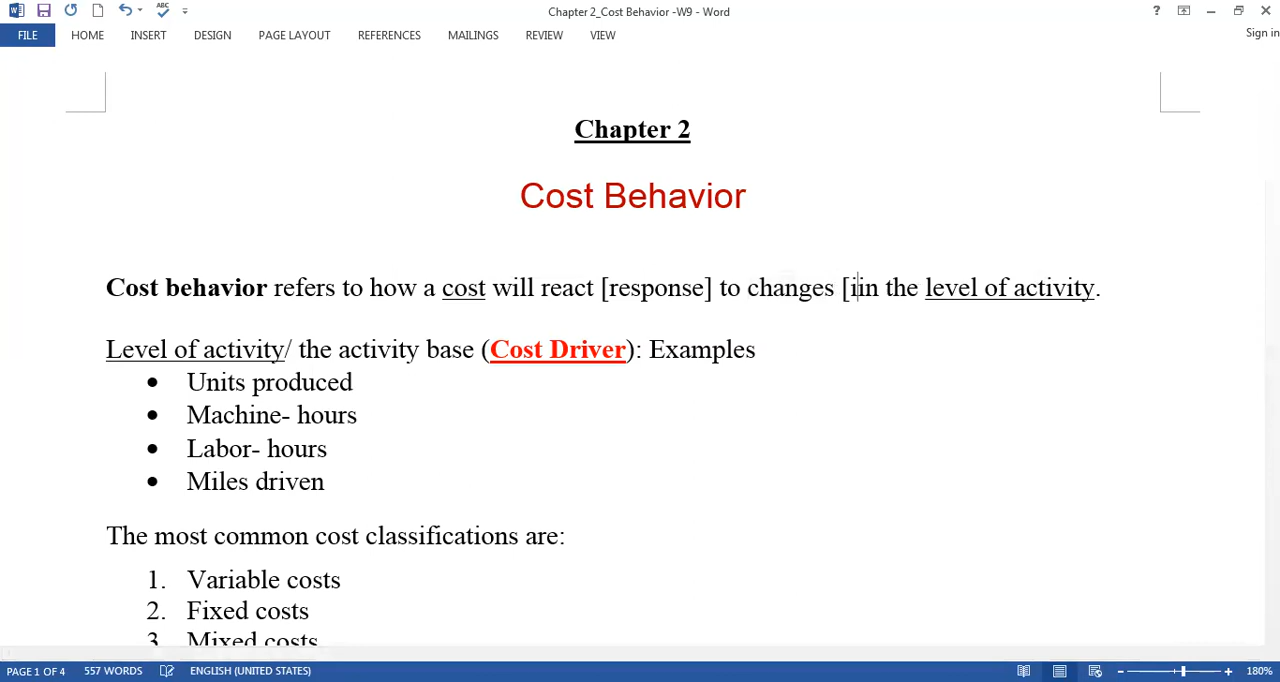 Chapter 2_Cost Behavior -W9 - Word
?
ABC
FILE HOME INSERT DESIGN PAGE LAYOUT REFERENCES MAILINGS REVIEW VIEW Sign in
Chapter 2
Cost Behavior
Cost behavior refers to how a cost will react [response] to changes [iin the level of activity.
Level of activity/ the activity base (Cost Driver): Examples
• Units produced
• Machine- hours
• Labor- hours
• Miles driven
The most common cost classifications are:
1. Variable costs
2. Fixed costs
3. Mixed costs
PAGE 1 OF 4 557 WORDS ENGLISH (UNITED STATES) 180%